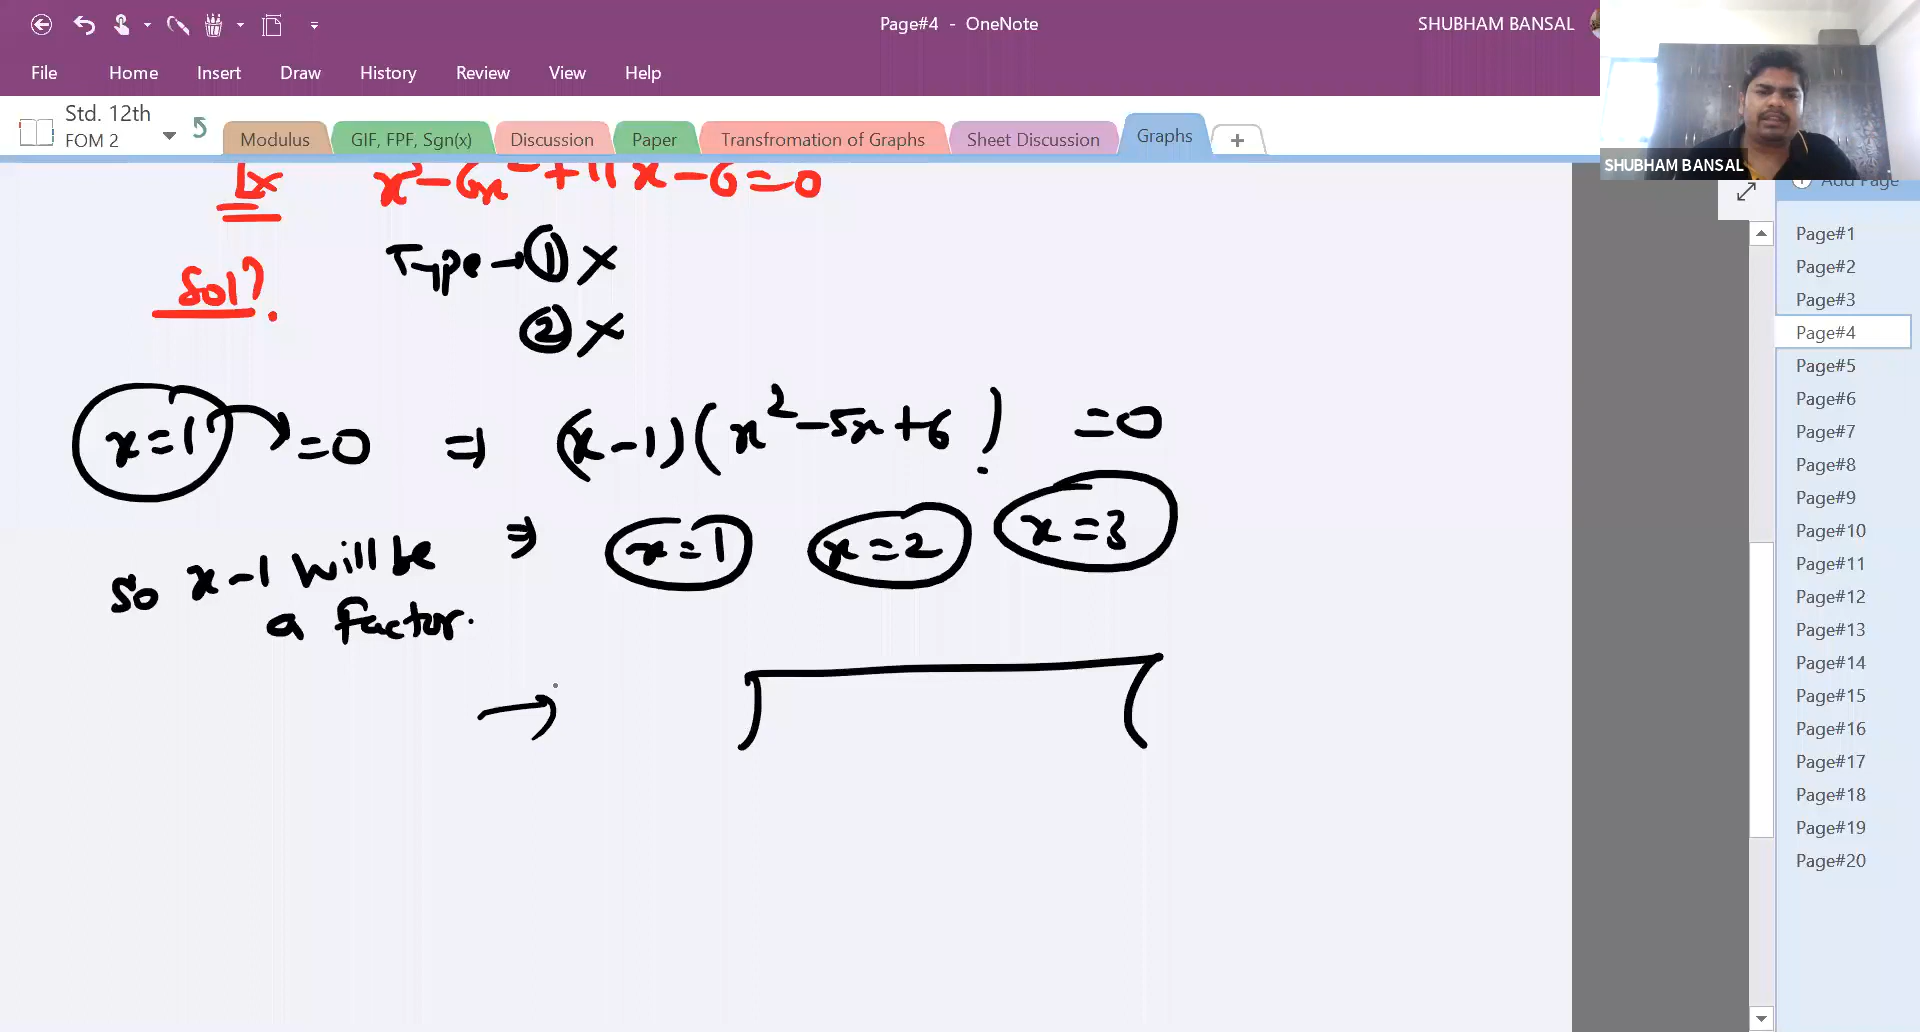 Page#4 - OneNote
SHUBHAM BANSAL
File Home Insert Draw History Review View Help
Std. 12th
FOM 2
Modulus GIF, FPF, Sgn(x) Discussion Paper Transfromation of Graphs Sheet Discussion Graphs +
SHUBHAM BANSAL
Add Page
Ex x³-6x²+11x-6=0
Type→① ×
Sol?
② ×
x=1 =0 ⇒ (x-1)(x²-5x+6) =0
so x-1 will be
a factor.
⇒ x=1 x=2 x=3
→
Page#1
Page#2
Page#3
Page#4
Page#5
Page#6
Page#7
Page#8
Page#9
Page#10
Page#11
Page#12
Page#13
Page#14
Page#15
Page#16
Page#17
Page#18
Page#19
Page#20